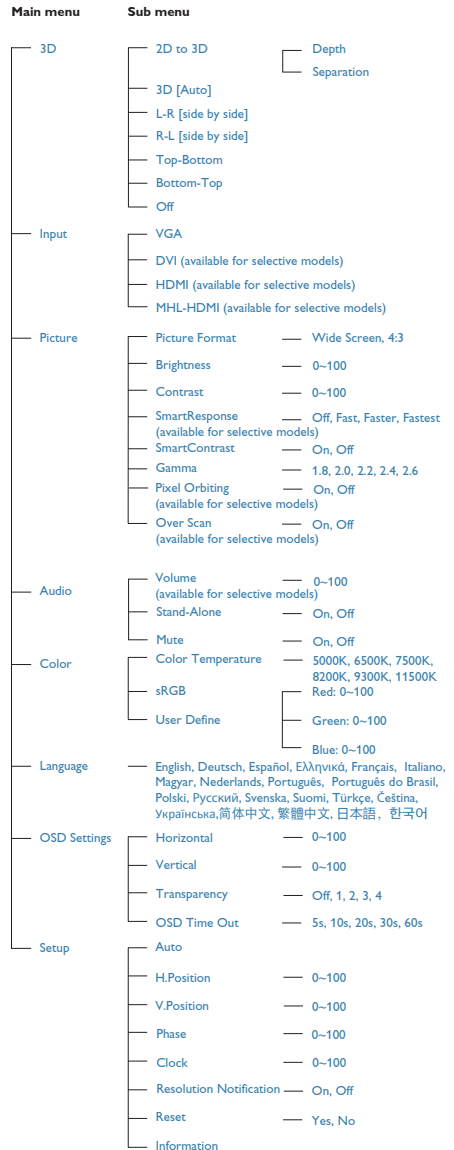 Main menu Sub menu
3D 2D to 3D Depth
Separation
3D [Auto]
L-R [side by side]
R-L [side by side]
Top-Bottom
Bottom-Top
Off
Input VGA
DVI (available for selective models)
HDMI (available for selective models)
MHL-HDMI (available for selective models)
Picture Picture Format Wide Screen, 4:3
Brightness 0~100
Contrast 0~100
SmartResponse Off, Fast, Faster, Fastest
(available for selective models)
SmartContrast On, Off
Gamma 1.8, 2.0, 2.2, 2.4, 2.6
Pixel Orbiting On, Off
(available for selective models)
Over Scan On, Off
(available for selective models)
Audio Volume 0~100
(available for selective models)
Stand-Alone On, Off
Mute On, Off
Color Color Temperature 5000K, 6500K, 7500K,
8200K, 9300K, 11500K
sRGB Red: 0~100
User Define Green: 0~100
Blue: 0~100
Language English, Deutsch, Español, Ελληνικά, Français, Italiano,
Magyar, Nederlands, Português, Português do Brasil,
Polski, Русский, Svenska, Suomi, Türkçe, Čeština,
Українська,简体中文, 繁體中文, 日本語, 한국어
OSD Settings Horizontal 0~100
Vertical 0~100
Transparency Off, 1, 2, 3, 4
OSD Time Out 5s, 10s, 20s, 30s, 60s
Setup Auto
H.Position 0~100
V.Position 0~100
Phase 0~100
Clock 0~100
Resolution Notification On, Off
Reset Yes, No
Information